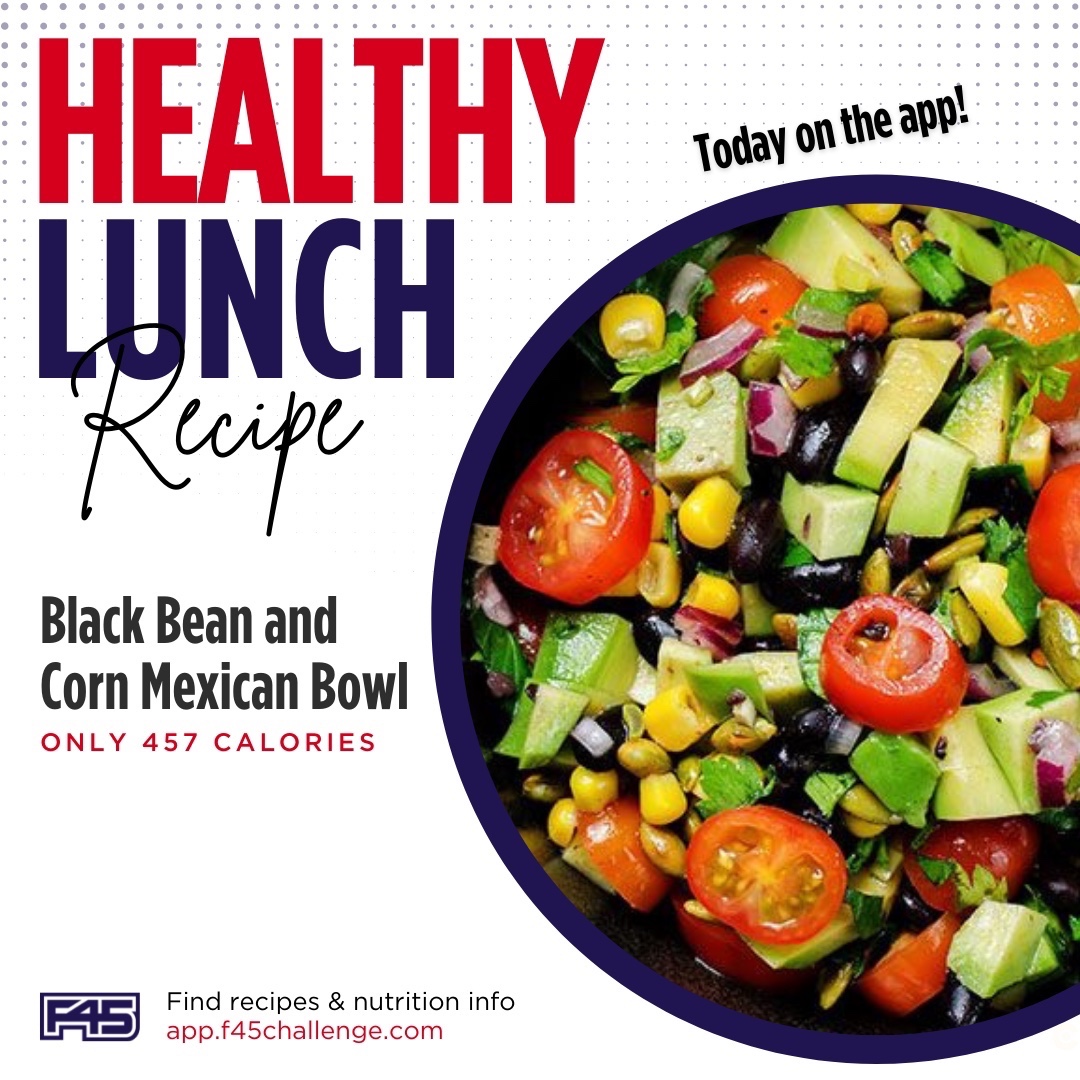 HEALTHY
LUNCH
Recipe
Today on the app!
Black Bean and
Corn Mexican Bowl
ONLY 457 CALORIES
F45
Find recipes & nutrition info
app.f45challenge.com